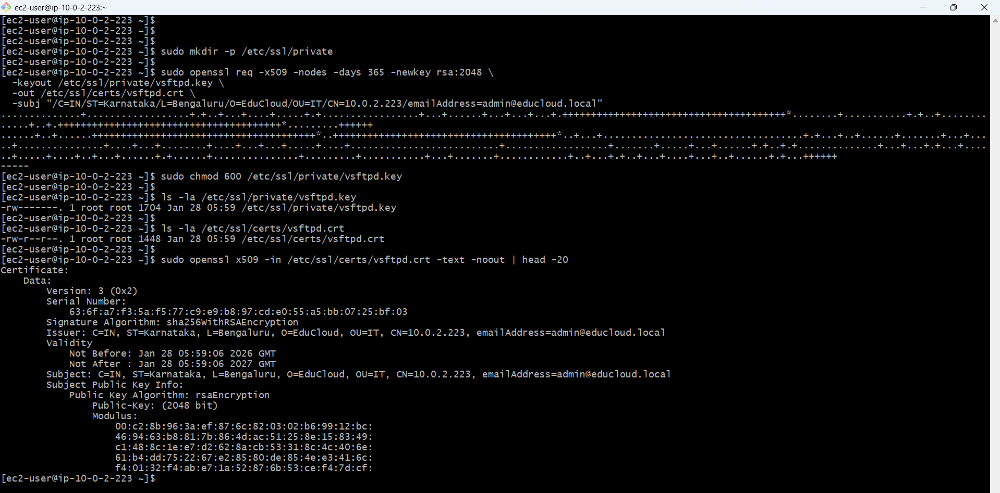 ec2-user@ip-10-0-2-223:~
[ec2-user@ip-10-0-2-223 ~]$
[ec2-user@ip-10-0-2-223 ~]$
[ec2-user@ip-10-0-2-223 ~]$
[ec2-user@ip-10-0-2-223 ~]$ sudo mkdir -p /etc/ssl/private
[ec2-user@ip-10-0-2-223 ~]$
[ec2-user@ip-10-0-2-223 ~]$ sudo openssl req -x509 -nodes -days 365 -newkey rsa:2048 \
  -keyout /etc/ssl/private/vsftpd.key \
  -out /etc/ssl/certs/vsftpd.crt \
  -subj "/C=IN/ST=Karnataka/L=Bengaluru/O=EduCloud/OU=IT/CN=10.0.2.223/emailAddress=admin@educloud.local"
-----
[ec2-user@ip-10-0-2-223 ~]$ sudo chmod 600 /etc/ssl/private/vsftpd.key
[ec2-user@ip-10-0-2-223 ~]$
[ec2-user@ip-10-0-2-223 ~]$ ls -la /etc/ssl/private/vsftpd.key
-rw-------. 1 root root 1704 Jan 28 05:59 /etc/ssl/private/vsftpd.key
[ec2-user@ip-10-0-2-223 ~]$
[ec2-user@ip-10-0-2-223 ~]$ ls -la /etc/ssl/certs/vsftpd.crt
-rw-r--r--. 1 root root 1448 Jan 28 05:59 /etc/ssl/certs/vsftpd.crt
[ec2-user@ip-10-0-2-223 ~]$
[ec2-user@ip-10-0-2-223 ~]$ sudo openssl x509 -in /etc/ssl/certs/vsftpd.crt -text -noout | head -20
Certificate:
    Data:
        Version: 3 (0x2)
        Serial Number:
            63:6f:a7:f3:5a:f5:77:c9:e9:b8:97:cd:e0:55:a5:bb:07:25:bf:03
        Signature Algorithm: sha256WithRSAEncryption
        Issuer: C=IN, ST=Karnataka, L=Bengaluru, O=EduCloud, OU=IT, CN=10.0.2.223, emailAddress=admin@educloud.local
        Validity
            Not Before: Jan 28 05:59:06 2026 GMT
            Not After : Jan 28 05:59:06 2027 GMT
        Subject: C=IN, ST=Karnataka, L=Bengaluru, O=EduCloud, OU=IT, CN=10.0.2.223, emailAddress=admin@educloud.local
        Subject Public Key Info:
            Public Key Algorithm: rsaEncryption
                Public-Key: (2048 bit)
                Modulus:
                    00:c2:8b:96:3a:ef:87:6c:82:03:02:b6:99:12:bc:
                    46:94:63:b8:81:7b:86:4d:ac:51:25:8e:15:83:49:
                    c1:48:8c:1e:e7:d2:62:8a:cb:53:31:8c:4c:40:6e:
                    61:b4:dd:75:22:67:e2:85:80:de:85:4e:e3:41:6c:
                    f4:01:32:f4:ab:e7:1a:52:87:6b:53:ce:f4:7d:cf:
[ec2-user@ip-10-0-2-223 ~]$